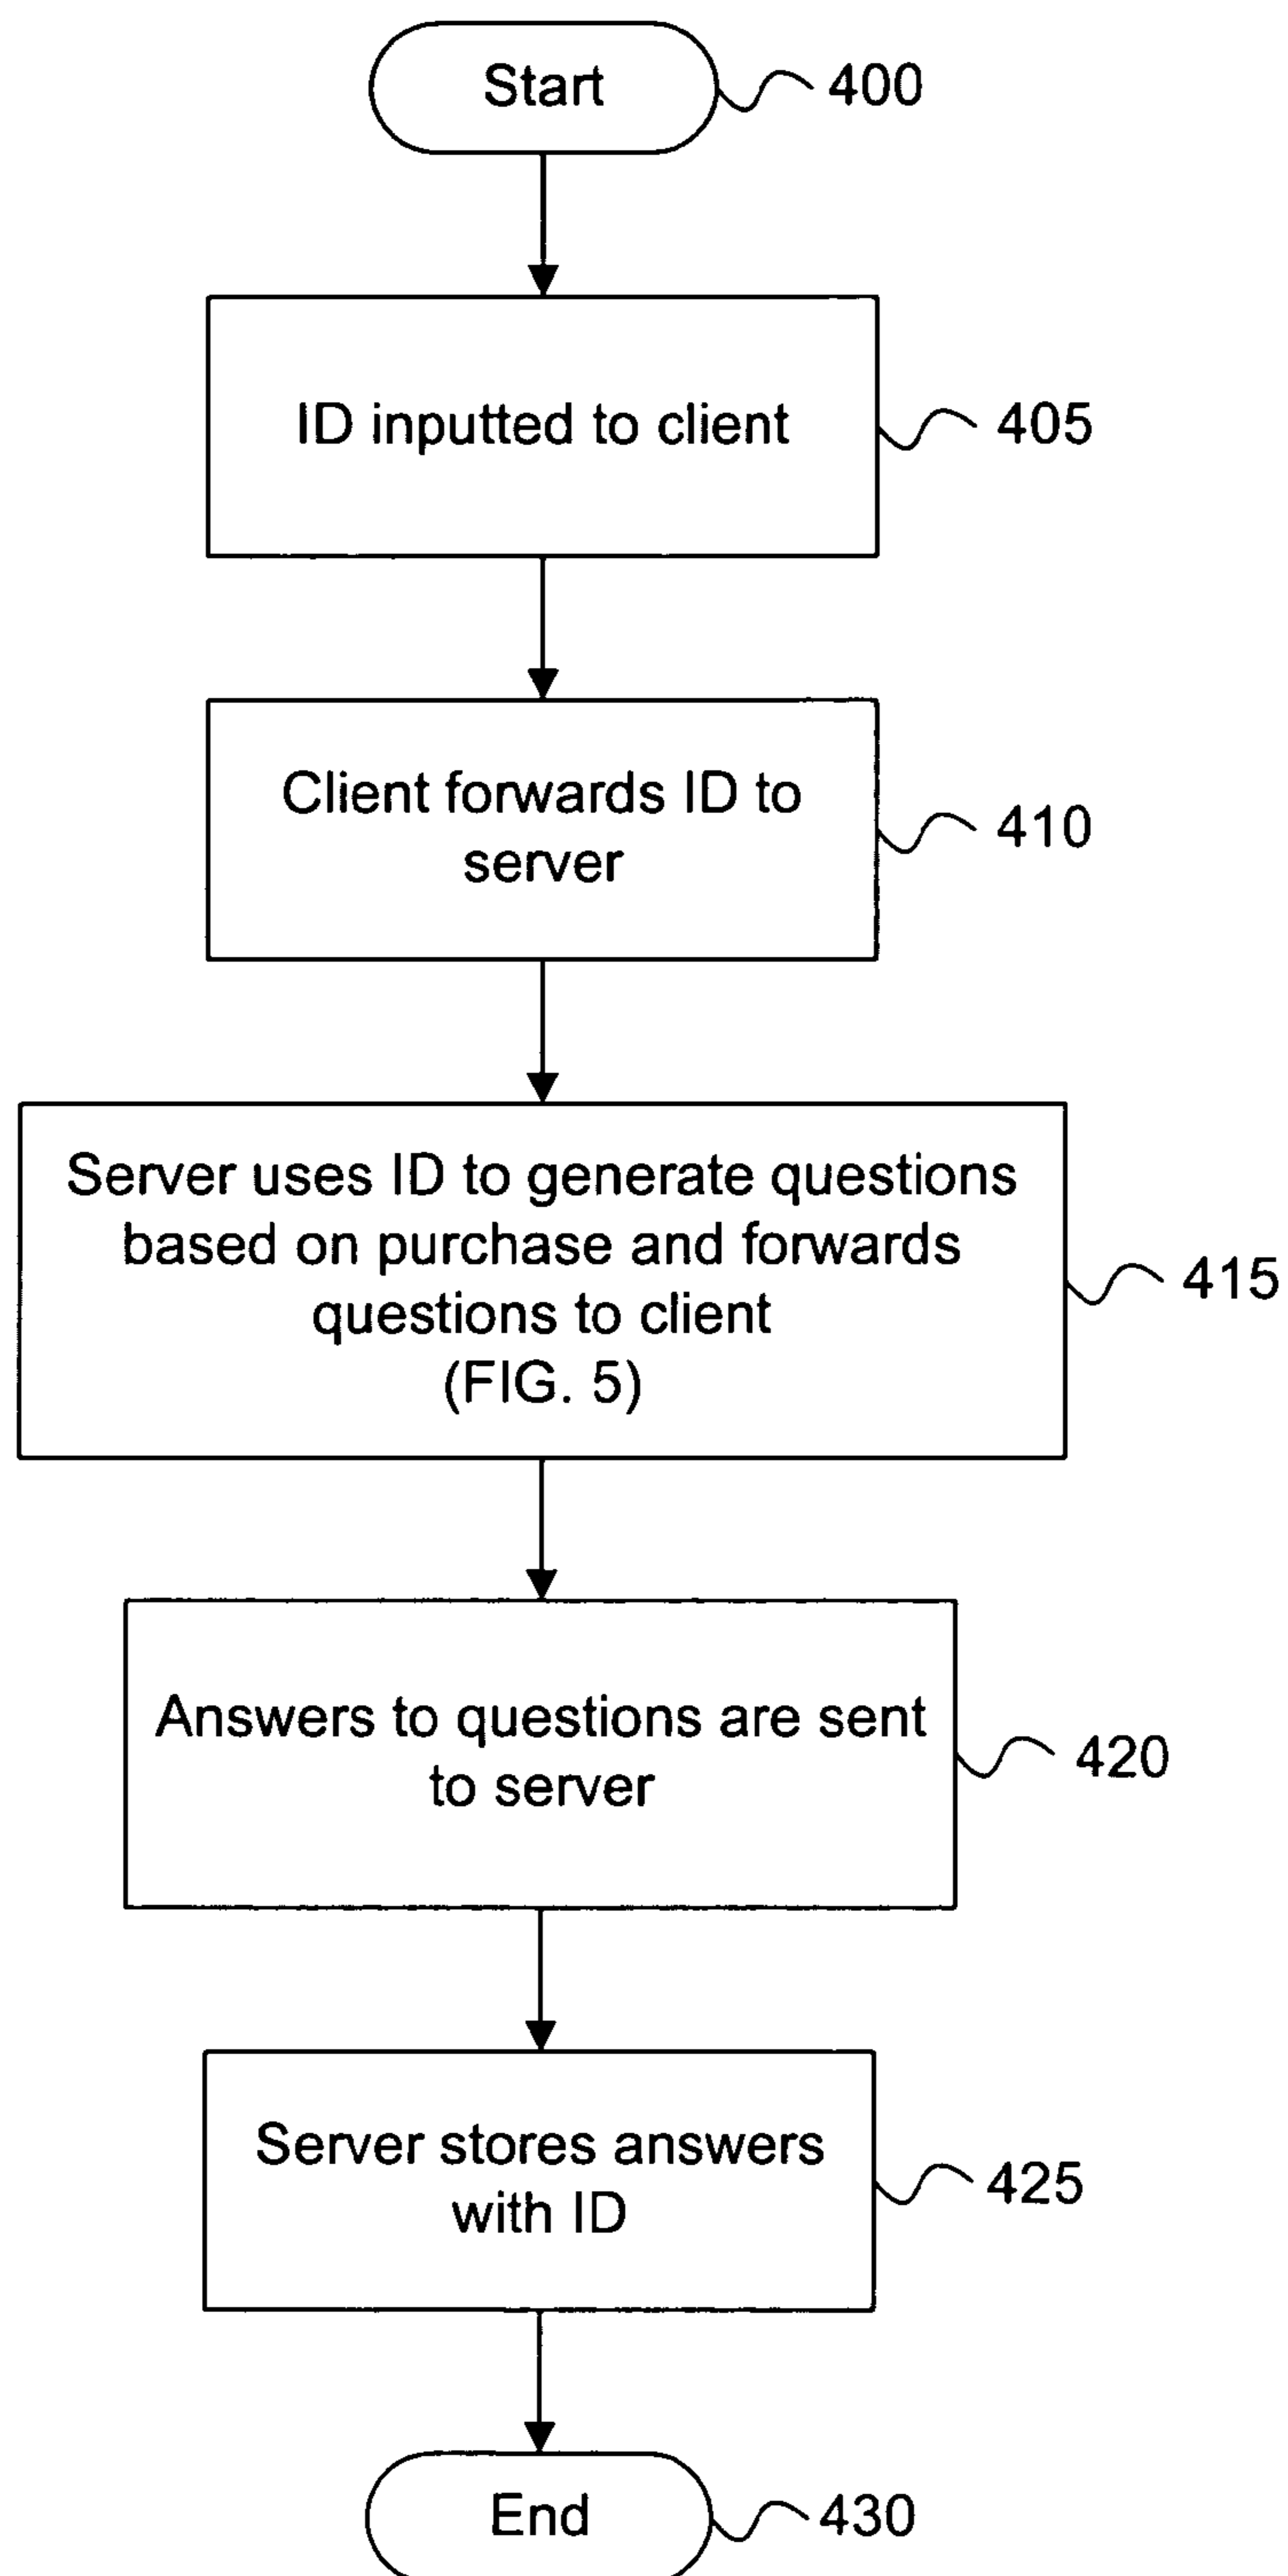 Start
400
ID inputted to client
405
Client forwards ID to
server
410
Server uses ID to generate questions
based on purchase and forwards
questions to client
(FIG. 5)
415
Answers to questions are sent
to server
420
Server stores answers
with ID
425
End
430